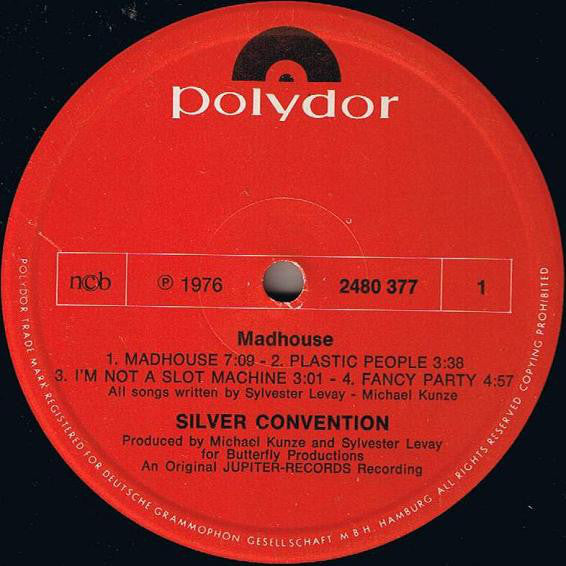 polydor
ncb
℗ 1976
2480 377
1
Madhouse
1. MADHOUSE 7:09 - 2. PLASTIC PEOPLE 3:38
3. I'M NOT A SLOT MACHINE 3:01 - 4. FANCY PARTY 4:57
All songs written by Sylvester Levay - Michael Kunze
SILVER CONVENTION
Produced by Michael Kunze and Sylvester Levay
for Butterfly Productions
An Original JUPITER-RECORDS Recording
POLYDOR TRADE MARK REGISTERED FOR DEUTSCHE GRAMMOPHON GESELLSCHAFT M B H, HAMBURG ALL RIGHTS RESERVED COPYING PROHIBITED